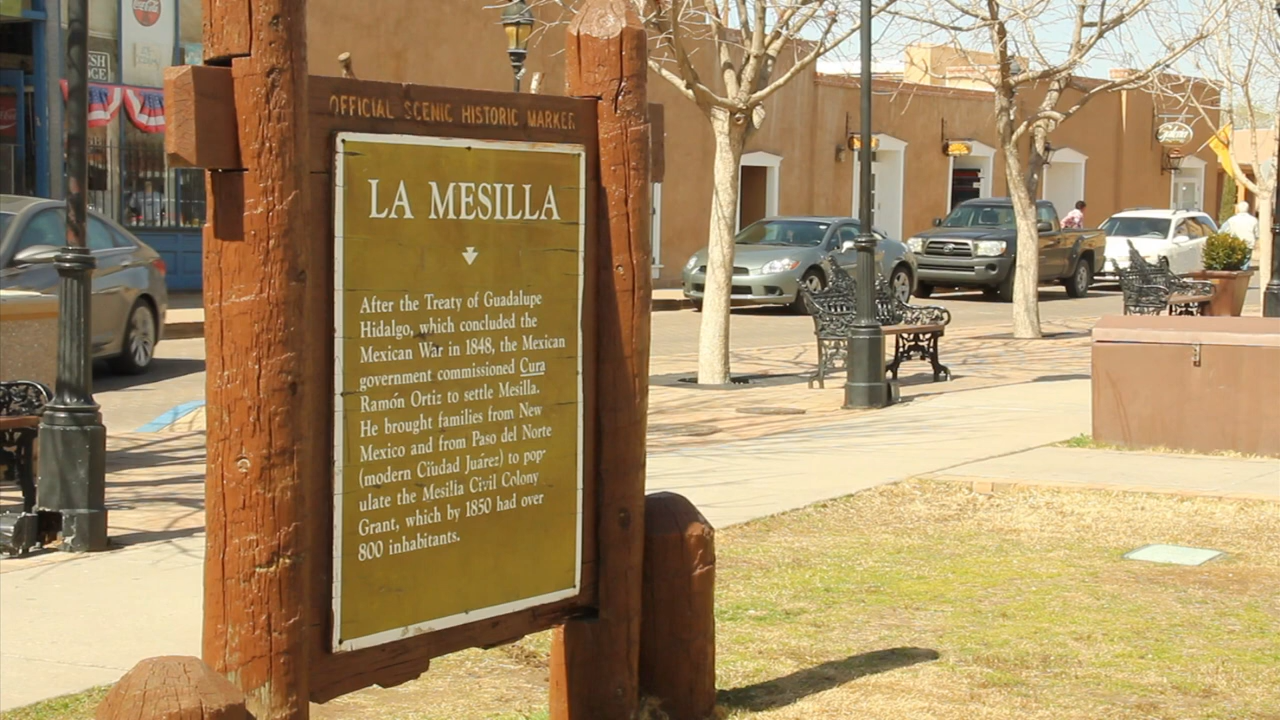 Coca-Cola
OFFICIAL SCENIC HISTORIC MARKER
LA MESILLA
After the Treaty of Guadalupe
Hidalgo, which concluded the
Mexican War in 1848, the Mexican
government commissioned Cura
Ramón Ortiz to settle Mesilla.
He brought families from New
Mexico and from Paso del Norte
(modern Cíudad Juárez) to pop-
ulate the Mesilla Civil Colony
Grant, which by 1850 had over
800 inhabitants.